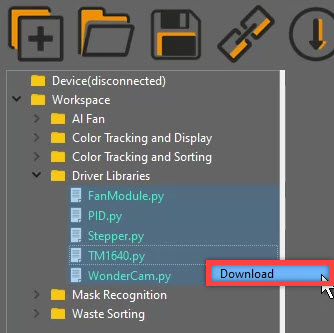 Device(disconnected)
Workspace
AI Fan
Color Tracking and Display
Color Tracking and Sorting
Driver Libraries
FanModule.py
PID.py
Stepper.py
TM1640.py
WonderCam.py
Download
Mask Recognition
Waste Sorting